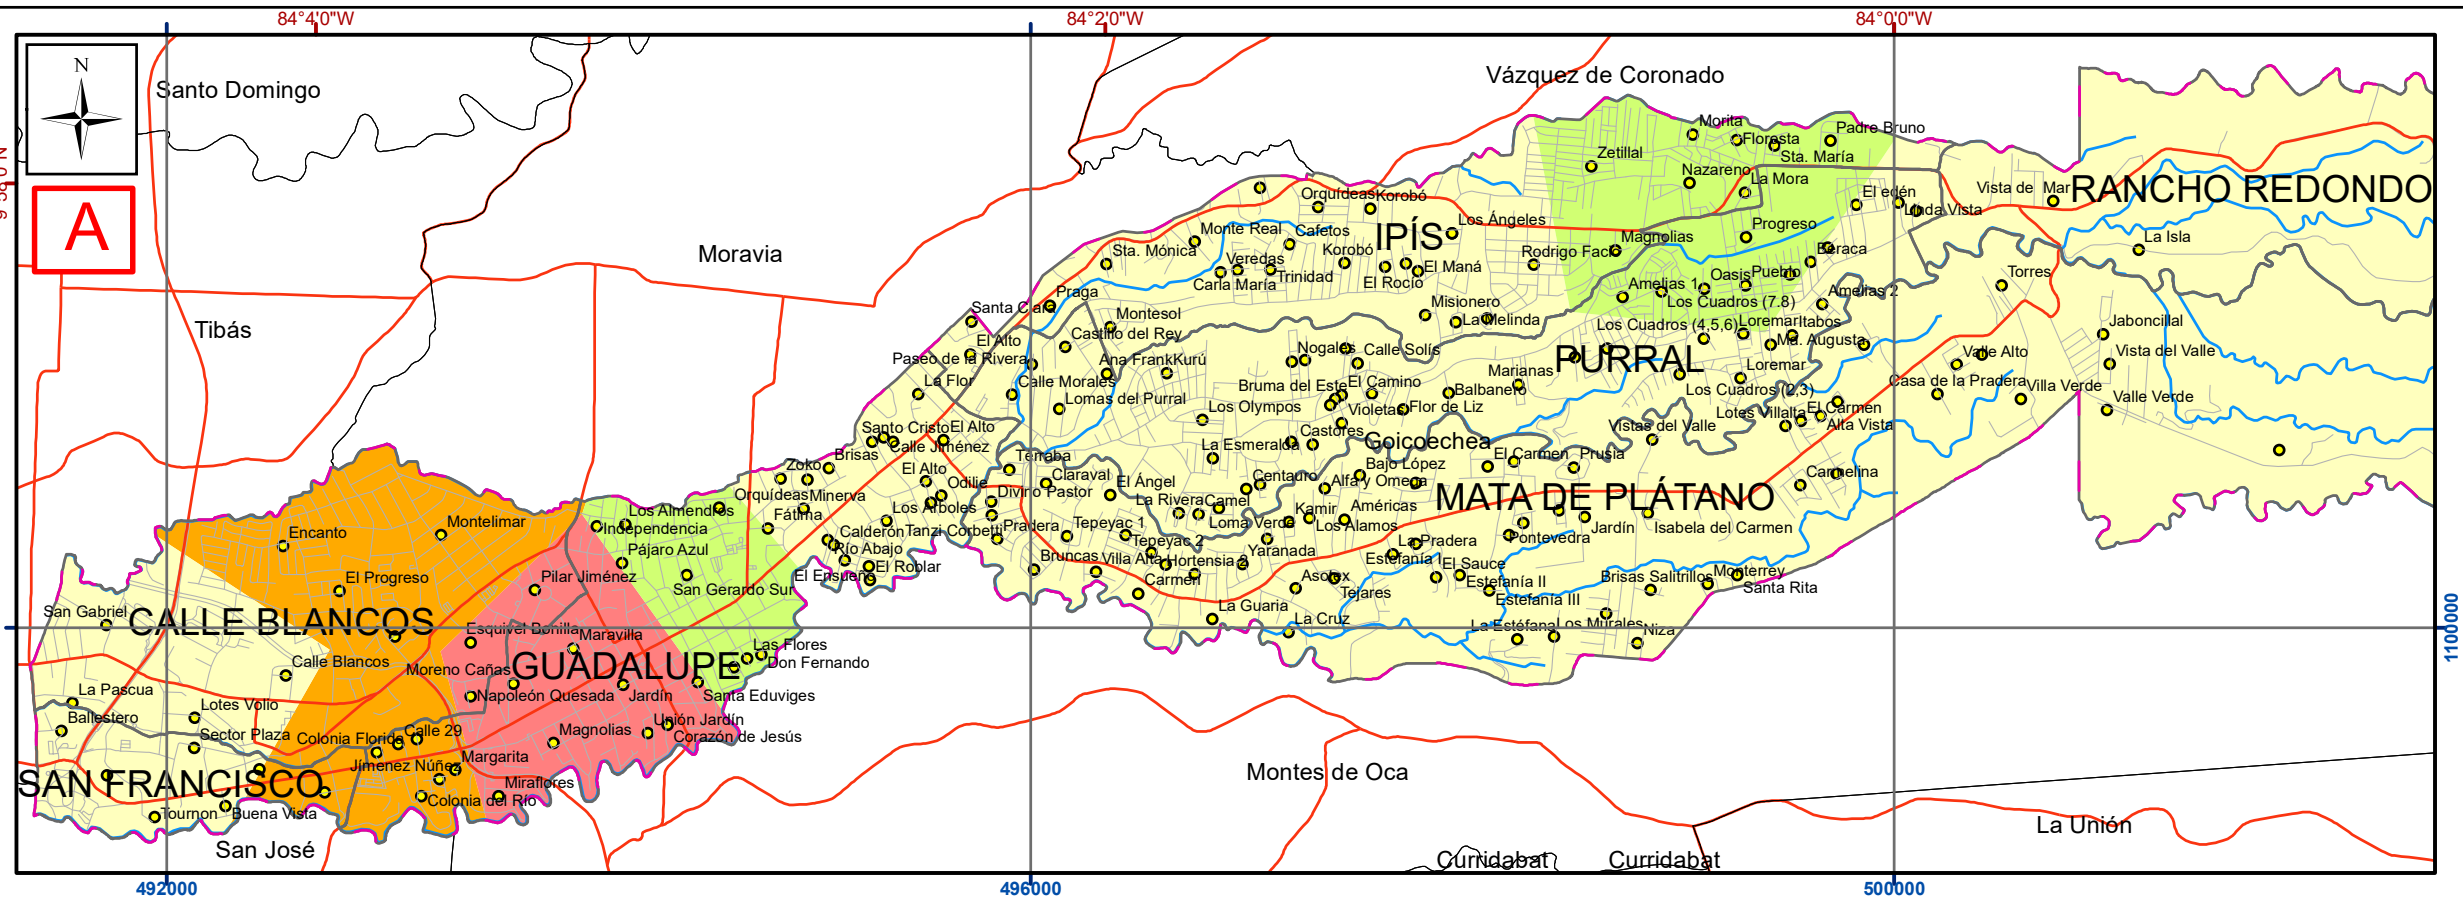 84°4'0"W
84°2'0"W
84°0'0"W
N
A
Santo Domingo
Vázquez de Coronado
Moravia
Tibás
Morita
Floresta
Padre Bruno
Sta. María
Zetillal
Nazareno
La Mora
El edén
Linda Vista
Vista de Mar
RANCHO REDONDO
La Isla
Orquídeas
Korobó
IPÍS
Los Ángeles
Monte Real
Cafetos
Sta. Mónica
Veredas
Korobó
Trinidad
Carla María
El Rocío
El Maná
Rodrigo Facio
Magnolias
Progreso
Beraca
Oasis
Pueblo
Amelias 1
Amelias 2
Los Cuadros (7.8)
Torres
Praga
Santa Clara
Montesol
Castillo del Rey
Misionero
La Melinda
Los Cuadros (4,5,6)
Loremar
Itabos
Ma. Augusta
Jaboncillal
El Alto
Paseo de la Rivera
Ana Frank
Kurú
Nogales
Calle Solís
PURRAL
Valle Alto
Vista del Valle
La Flor
Calle Morales
Bruma del Este
El Camino
Marianas
Balbanero
Loremar
Los Cuadros (2,3)
Casa de la Pradera
Villa Verde
Valle Verde
Lomas del Purral
Los Olympos
Violetas
Flor de Liz
Lotes Villalta
El Carmen
Alta Vista
Vistas del Valle
Santo Cristo
El Alto
Calle Jiménez
Castores
La Esmeralda
Goicoechea
Zoko
Brisas
Terraba
El Carmen
Prusia
Bajo López
Carmelina
El Alto
Odilie
Claraval
El Ángel
Centauro
Alfa y Omega
MATA DE PLÁTANO
Orquídeas
Minerva
Divino Pastor
La Rivera
Camel
Fátima
Los Arboles
Kamir
Américas
Los Alamos
Loma Verde
Jardín
Isabela del Carmen
Calderón
Tanzi Corbetti
Pradera
Tepeyac 1
Tepeyac 2
Yaranada
La Pradera
Pontevedra
Río Abajo
Bruncas
Villa Alta
Hortensia 2
Estefanía I
El Sauce
El Ensueño
El Roblar
Carmen
Asotex
Tejares
Estefanía II
Estefanía III
Brisas Salitrillos
Monterrey
Santa Rita
La Guaria
La Cruz
La Estéfana
Los Murales
Niza
Encanto
Montelimar
Los Almendros
Independencia
Pájaro Azul
El Progreso
Pilar Jiménez
San Gerardo Sur
San Gabriel
CALLE BLANCOS
Esquivel Bonilla
Maravilla
Las Flores
Don Fernando
Calle Blancos
Moreno Cañas
GUADALUPE
La Pascua
Napoleón Quesada
Jardín
Santa Eduviges
Ballestero
Lotes Volio
Sector Plaza
Colonia Florida
Calle 29
Magnolias
Unión Jardín
Corazón de Jesús
Jímenez Núñez
Margarita
SAN FRANCISCO
Miraflores
Colonia del Río
Tournon
Buena Vista
San José
Montes de Oca
Curridabat
Curridabat
La Unión
1100000
492000
496000
500000